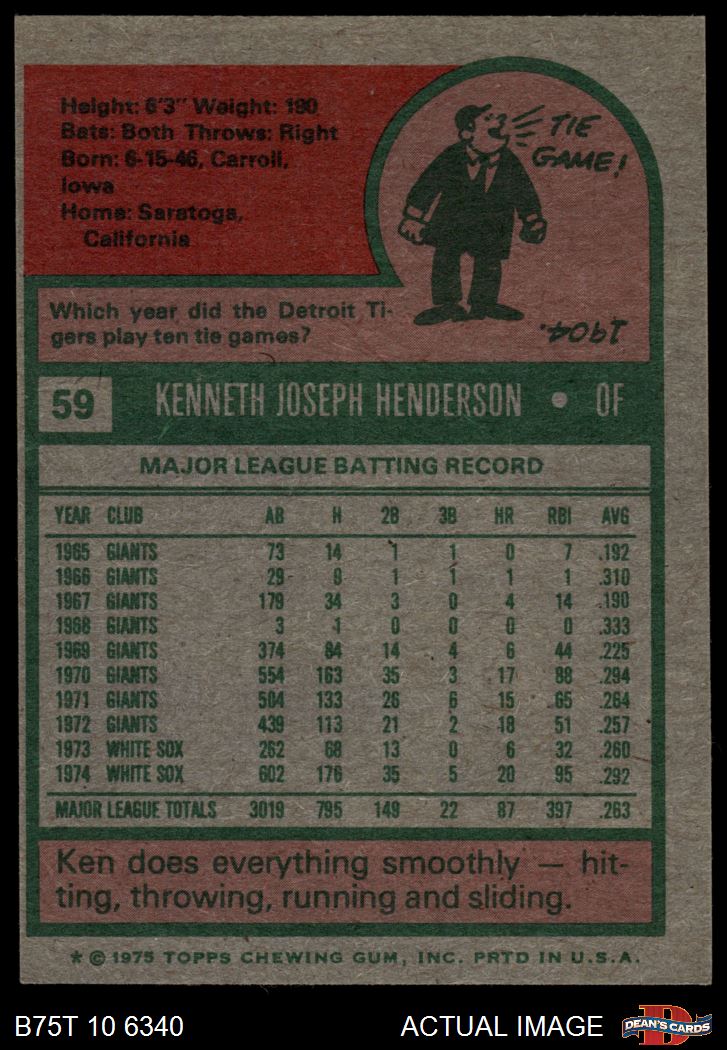 Height: 6'3" Weight: 190
Bats: Both Throws: Right
Born: 6-15-46, Carroll,
Iowa
Home: Saratoga,
California
TIE
GAME!
Which year did the Detroit Ti-
gers play ten tie games?
1904.
59 KENNETH JOSEPH HENDERSON • OF
MAJOR LEAGUE BATTING RECORD
YEAR CLUB AB H 2B 3B HR RBI AVG
1965 GIANTS 73 14 1 1 0 7 .192
1966 GIANTS 29 9 1 1 1 1 .310
1967 GIANTS 179 34 3 0 4 14 .190
1968 GIANTS 3 1 0 0 0 0 .333
1969 GIANTS 374 84 14 4 6 44 .225
1970 GIANTS 554 163 35 3 17 88 .294
1971 GIANTS 504 133 26 6 15 65 .264
1972 GIANTS 439 113 21 2 18 51 .257
1973 WHITE SOX 262 68 13 0 6 32 .260
1974 WHITE SOX 602 176 35 5 20 95 .292
MAJOR LEAGUE TOTALS 3019 795 149 22 87 397 .263
Ken does everything smoothly — hit-
ting, throwing, running and sliding.
* © 1975 TOPPS CHEWING GUM, INC. PRTD IN U.S.A.
B75T 10 6340 ACTUAL IMAGE
D
DEAN'S CARDS